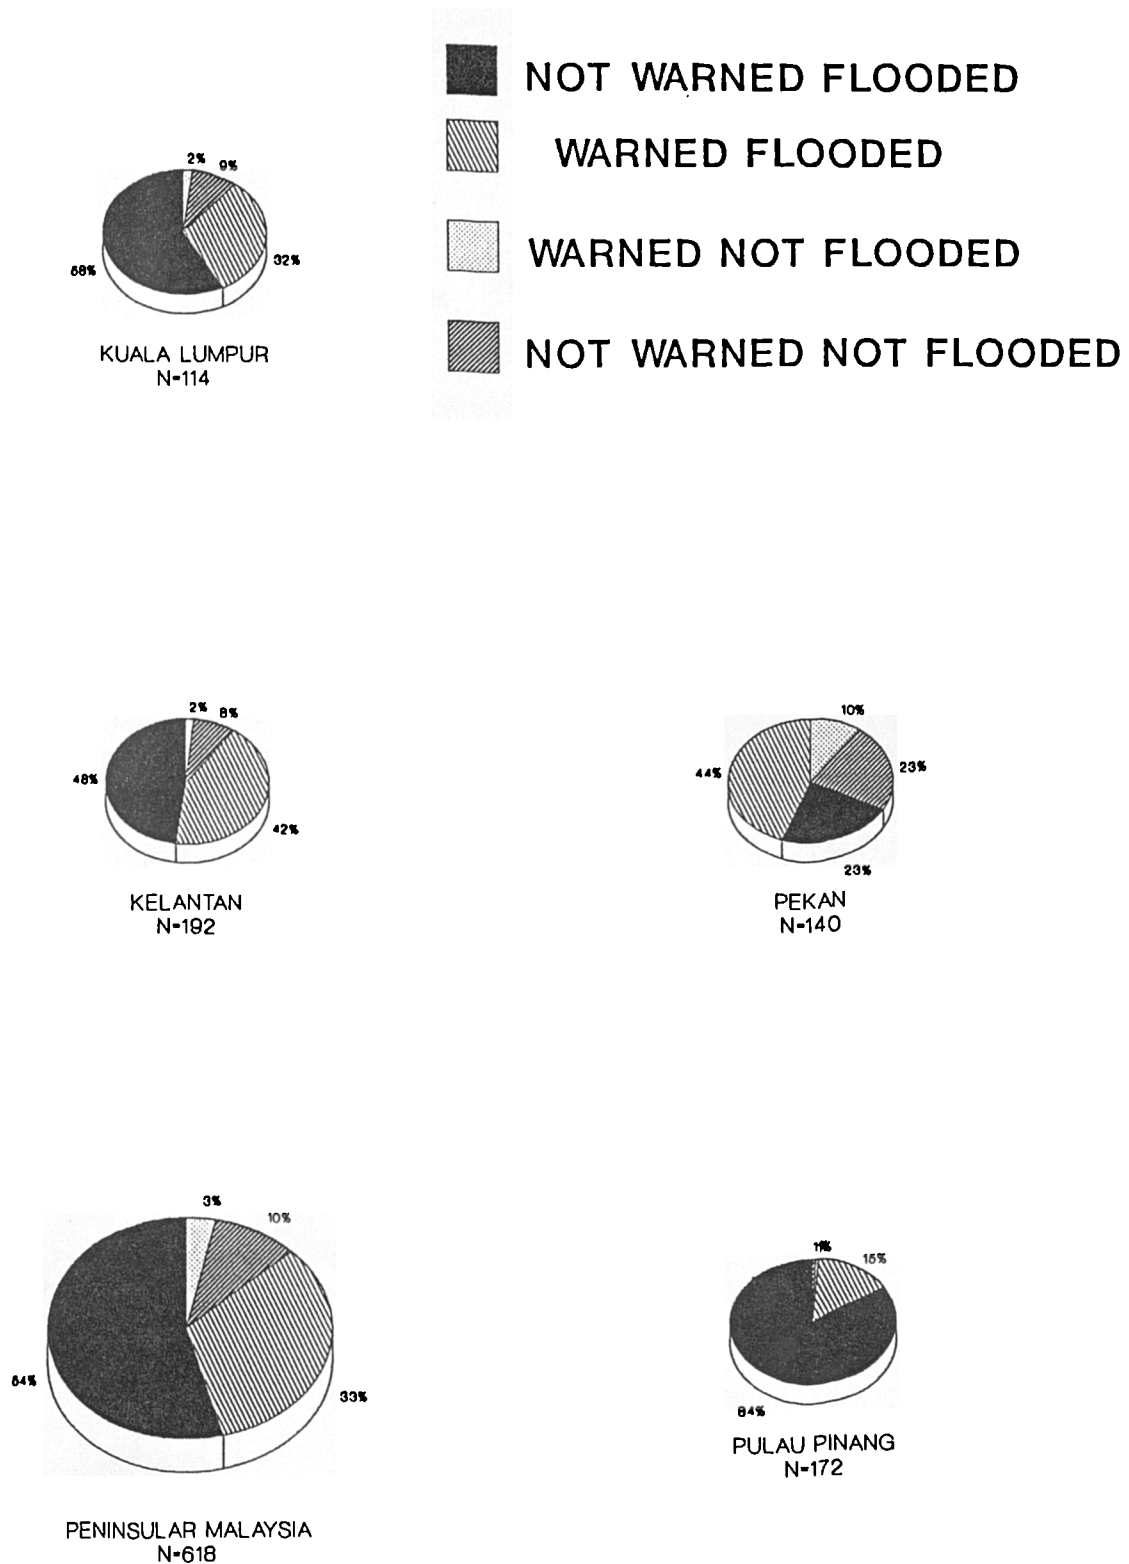 NOT WARNED FLOODED
WARNED FLOODED
WARNED NOT FLOODED
NOT WARNED NOT FLOODED
2%
9%
32%
KUALA LUMPUR
N=114
2%
8%
48%
42%
KELANTAN
N=192
10%
44%
23%
23%
PEKAN
N=140
3%
10%
33%
PENINSULAR MALAYSIA
N=618
15%
84%
PULAU PINANG
N=172